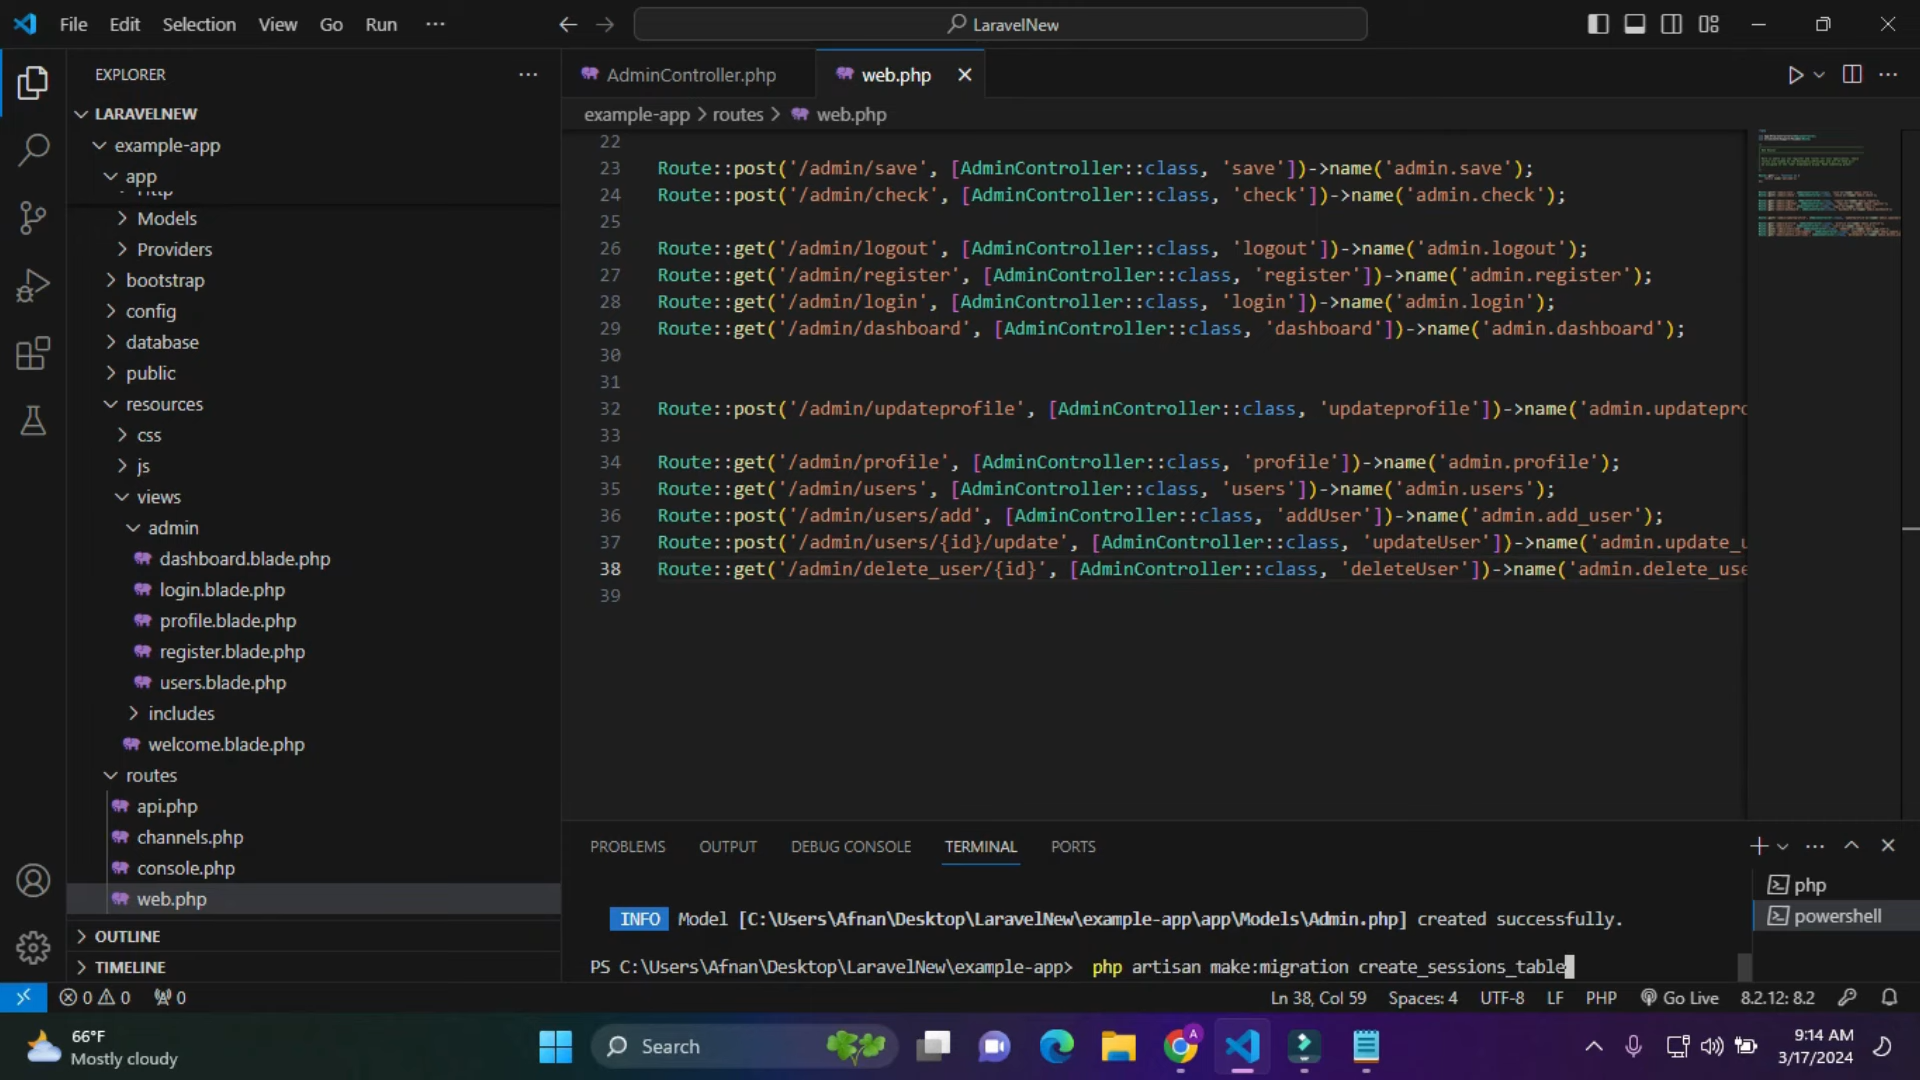 File Edit Selection View Go Run ···
LaravelNew
EXPLORER
LARAVELNEW
example-app
app
Models
Providers
bootstrap
config
database
public
resources
css
js
views
admin
dashboard.blade.php
login.blade.php
profile.blade.php
register.blade.php
users.blade.php
includes
welcome.blade.php
routes
api.php
channels.php
console.php
web.php
OUTLINE
TIMELINE
AdminController.php
web.php
example-app > routes > web.php
22
23 Route::post('/admin/save', [AdminController::class, 'save'])->name('admin.save');
24 Route::post('/admin/check', [AdminController::class, 'check'])->name('admin.check');
25
26 Route::get('/admin/logout', [AdminController::class, 'logout'])->name('admin.logout');
27 Route::get('/admin/register', [AdminController::class, 'register'])->name('admin.register');
28 Route::get('/admin/login', [AdminController::class, 'login'])->name('admin.login');
29 Route::get('/admin/dashboard', [AdminController::class, 'dashboard'])->name('admin.dashboard');
30
31
32 Route::post('/admin/updateprofile', [AdminController::class, 'updateprofile'])->name('admin.updatepro
33
34 Route::get('/admin/profile', [AdminController::class, 'profile'])->name('admin.profile');
35 Route::get('/admin/users', [AdminController::class, 'users'])->name('admin.users');
36 Route::post('/admin/users/add', [AdminController::class, 'addUser'])->name('admin.add_user');
37 Route::post('/admin/users/{id}/update', [AdminController::class, 'updateUser'])->name('admin.update_u
38 Route::get('/admin/delete_user/{id}', [AdminController::class, 'deleteUser'])->name('admin.delete_use
39
PROBLEMS OUTPUT DEBUG CONSOLE TERMINAL PORTS
php
powershell
INFO Model [C:\Users\Afnan\Desktop\LaravelNew\example-app\app\Models\Admin.php] created successfully.
PS C:\Users\Afnan\Desktop\LaravelNew\example-app> php artisan make:migration create_sessions_table
0 0 0
Ln 38, Col 59 Spaces: 4 UTF-8 LF PHP Go Live 8.2.12: 8.2
66°F
Mostly cloudy
Search
A
9:14 AM
3/17/2024